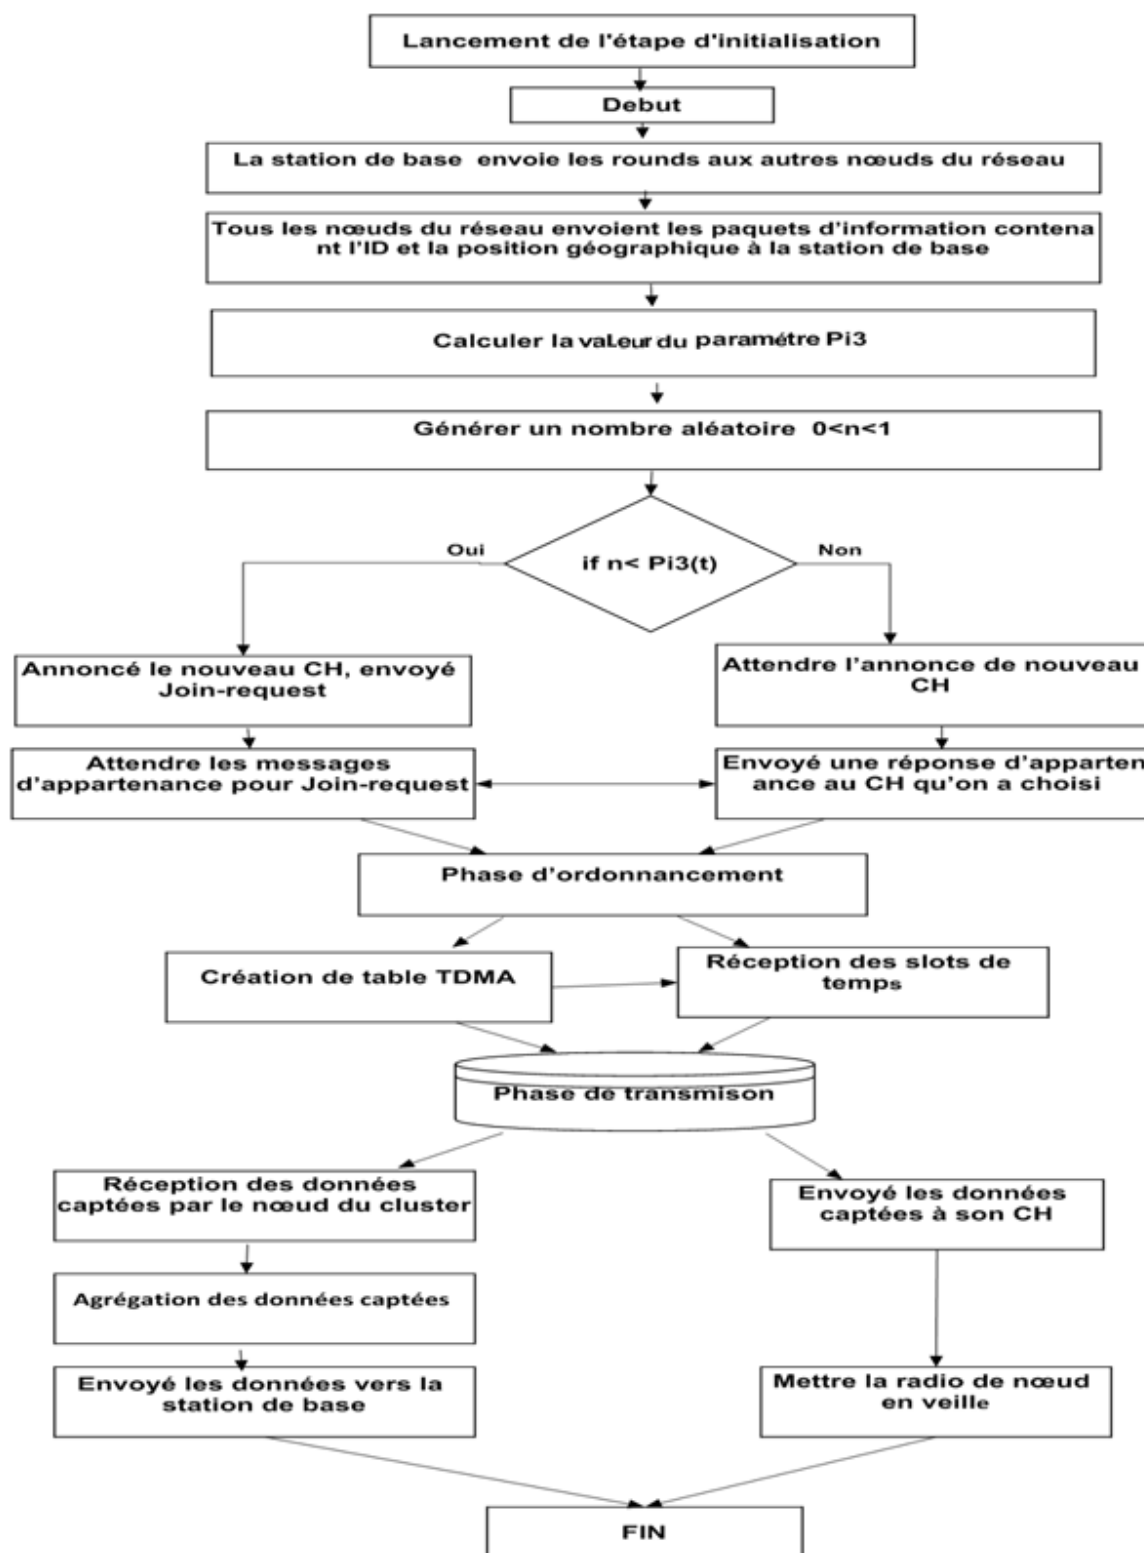 Lancement de l'étape d'initialisation
Debut
La station de base envoie les rounds aux autres nœuds du réseau
Tous les nœuds du réseau envoient les paquets d’information contena
nt l’ID et la position géographique à la station de base
Calculer la valeur du paramétre Pi3
Générer un nombre aléatoire 0<n<1
if n< Pi3(t)
Oui
Non
Annoncé le nouveau CH, envoyé
Join-request
Attendre l’annonce de nouveau
CH
Attendre les messages
d’appartenance pour Join-request
Envoyé une réponse d’apparten
ance au CH qu’on a choisi
Phase d’ordonnancement
Création de table TDMA
Réception des slots de
temps
Phase de transmison
Réception des données
captées par le nœud du cluster
Envoyé les données
captées à son CH
Agrégation des données captées
Envoyé les données vers la
station de base
Mettre la radio de nœud
en veille
FIN